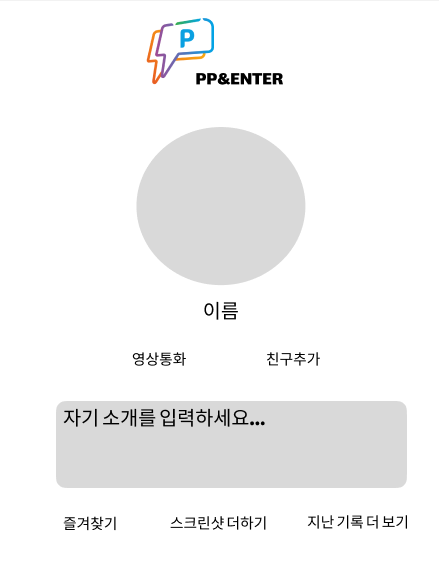 P
PP&ENTER
이름
영상통화 친구추가
자기 소개를 입력하세요...
즐겨찾기 스크린샷 더하기 지난 기록 더 보기